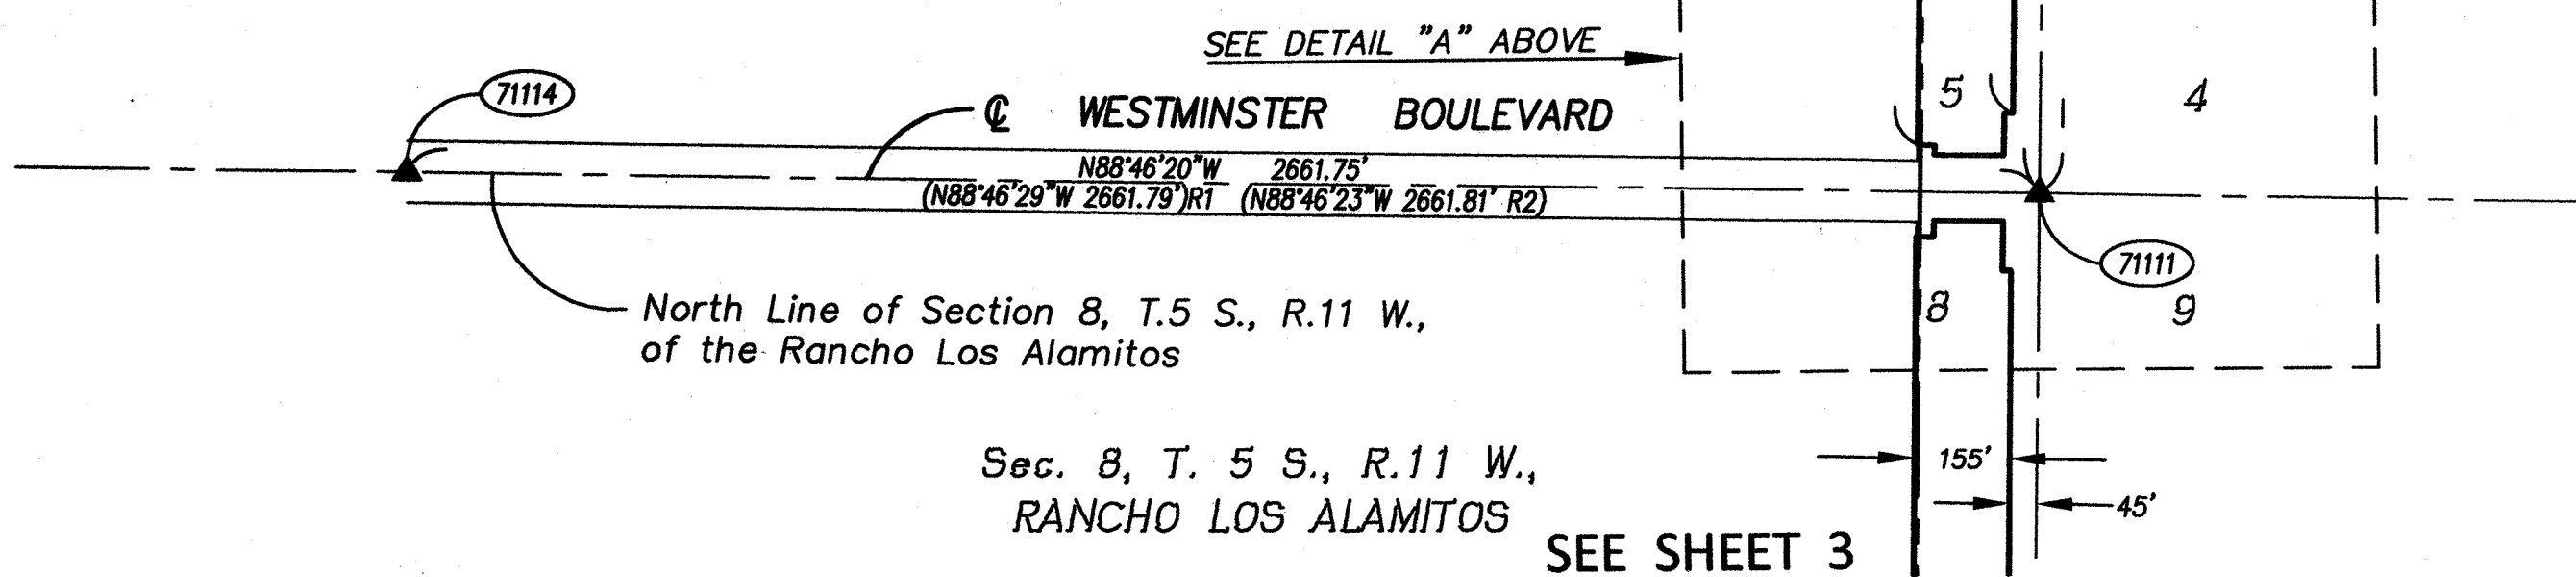 SEE DETAIL "A" ABOVE
71114
℄ WESTMINSTER BOULEVARD
5
4
N88°46'20"W 2661.75'
(N88°46'29"W 2661.79')R1 (N88°46'23"W 2661.81' R2)
71111
North Line of Section 8, T.5 S., R.11 W.,
of the Rancho Los Alamitos
8
9
Sec. 8, T. 5 S., R.11 W.,
RANCHO LOS ALAMITOS
155'
45'
SEE SHEET 3